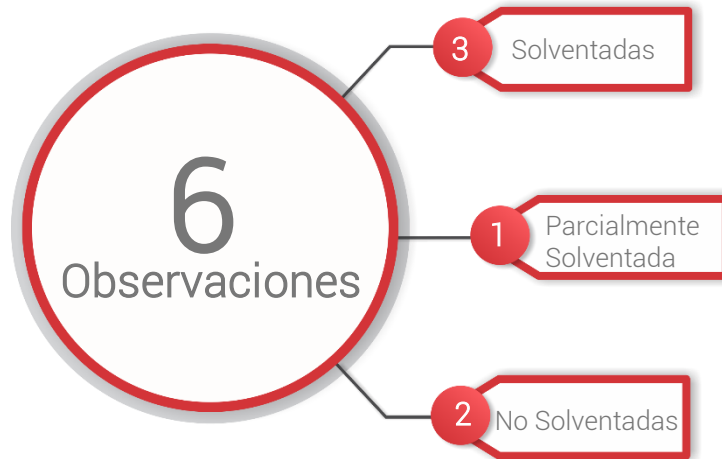 6
Observaciones
3
Solventadas
1
Parcialmente
Solventada
2
No Solventadas